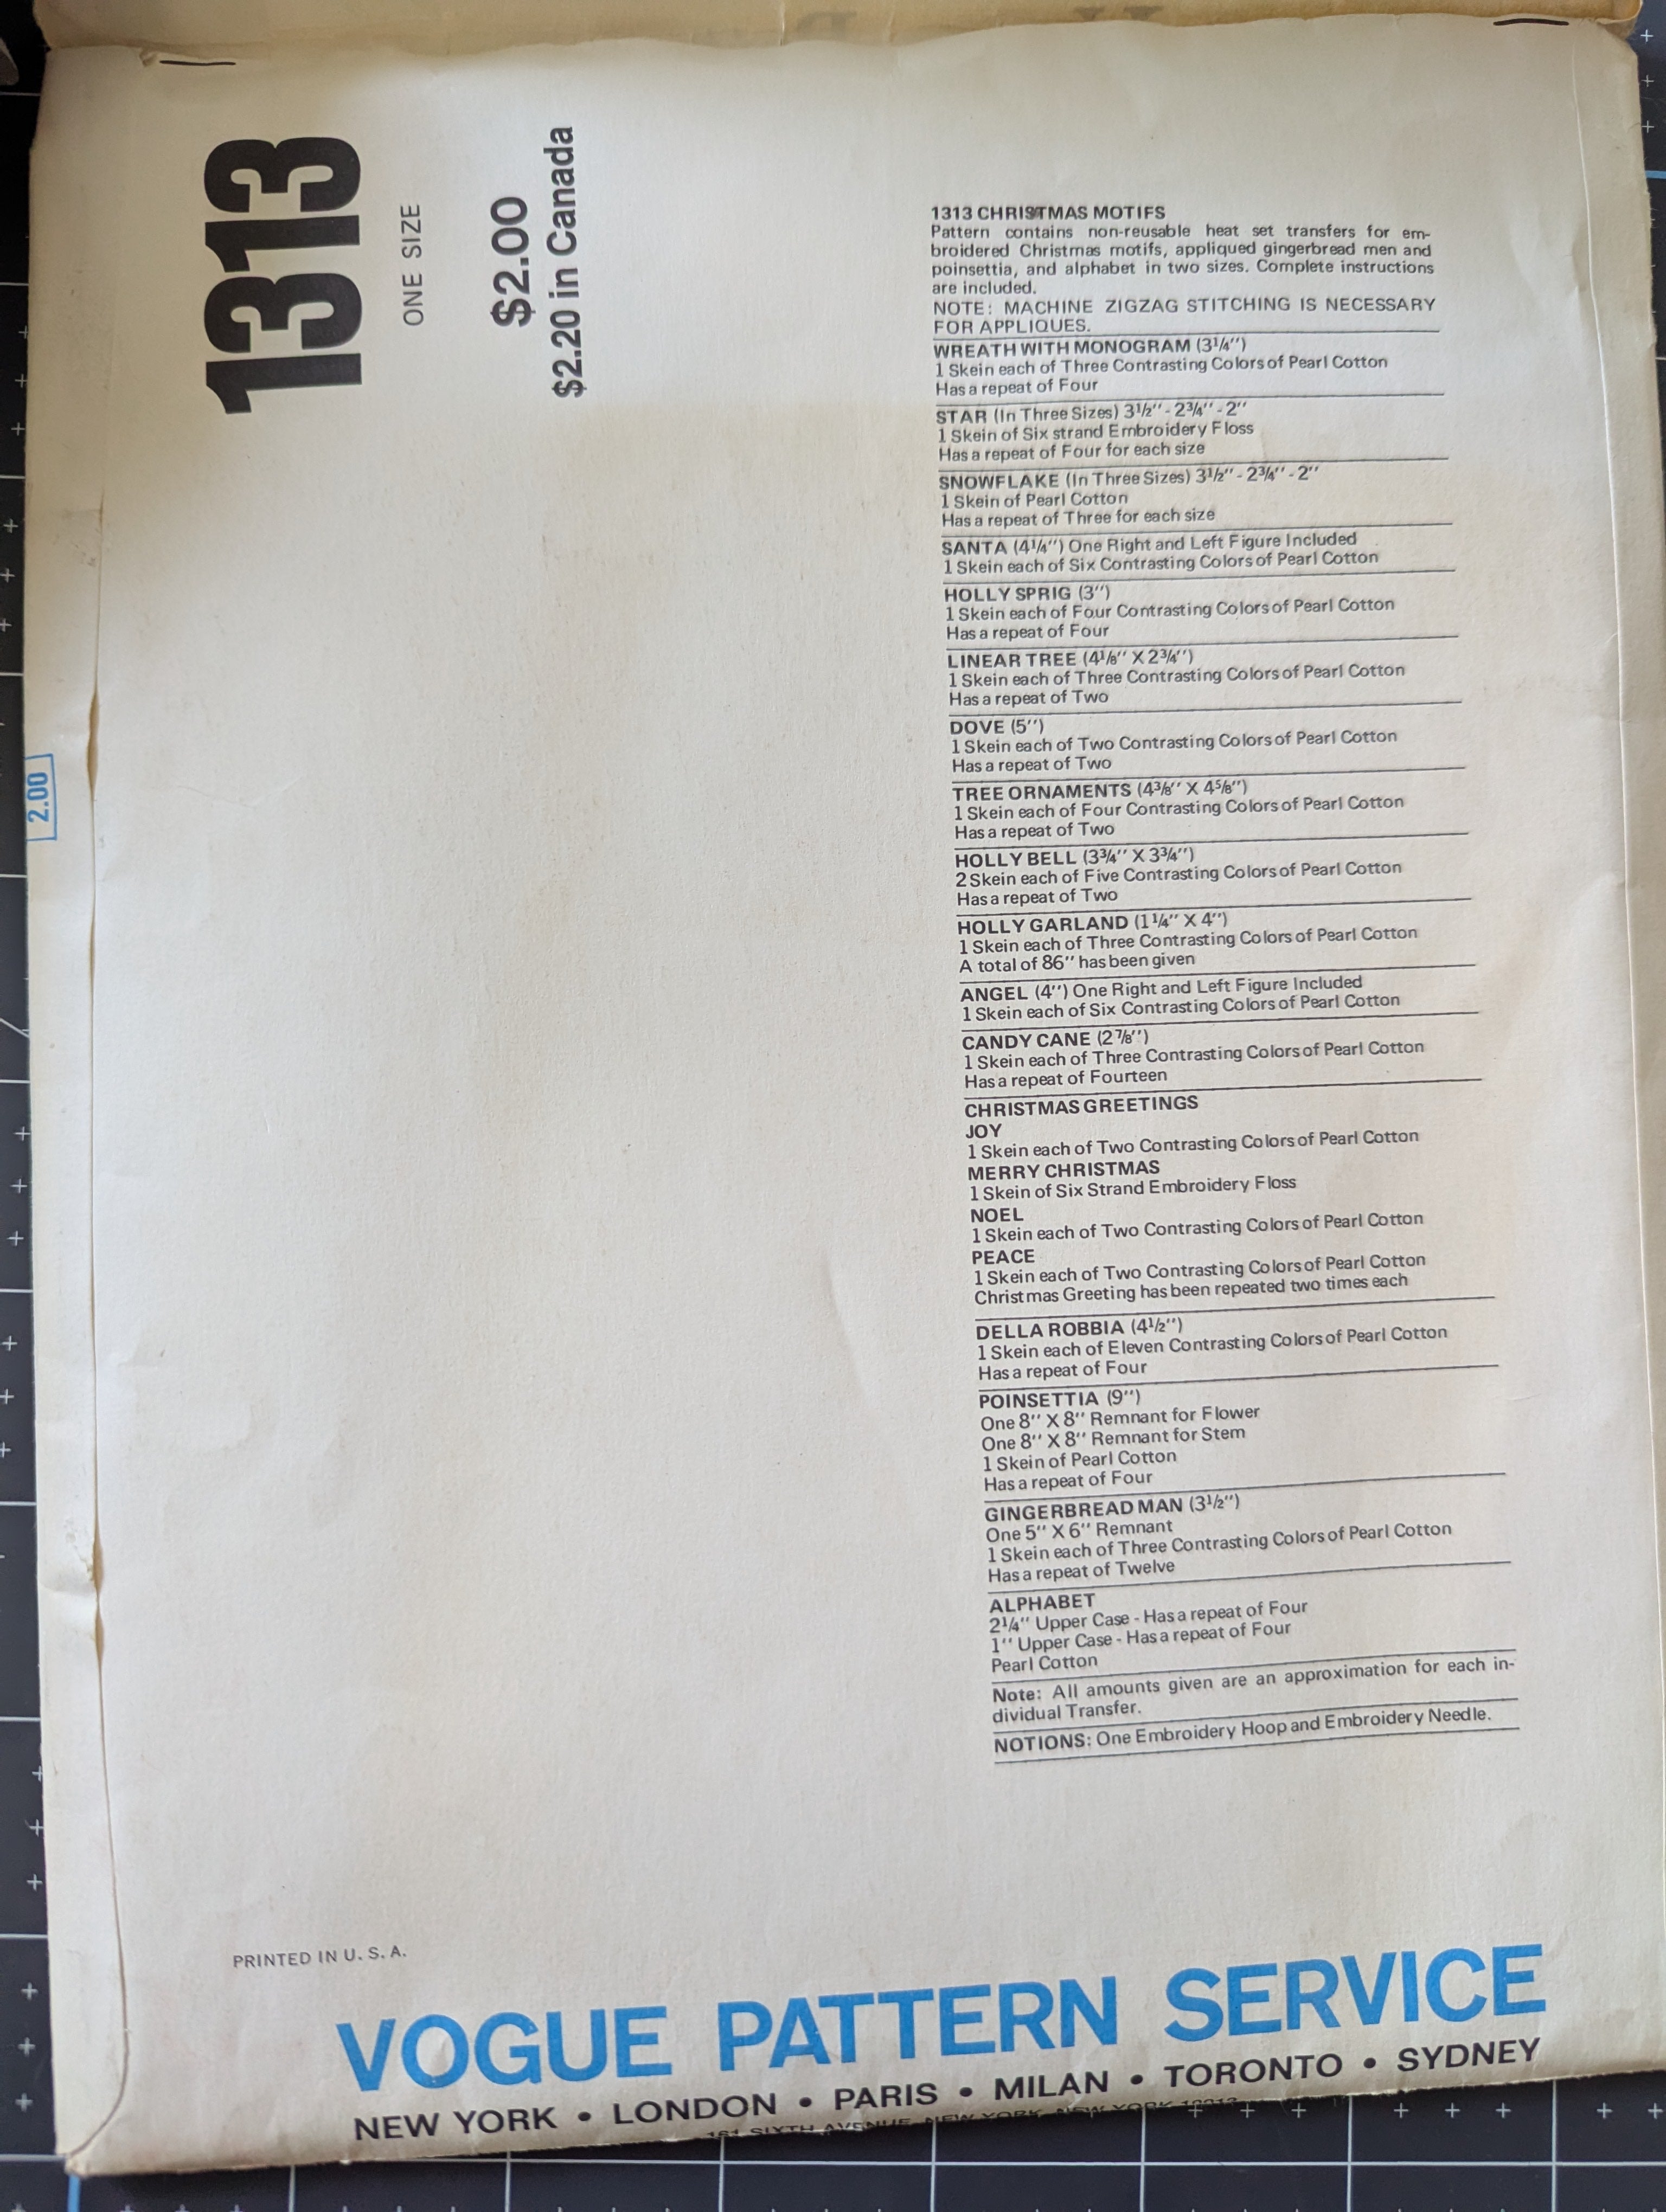 1313
ONE SIZE
$2.00
$2.20 in Canada
1313 CHRISTMAS MOTIFS
Pattern contains non-reusable heat set transfers for em-
broidered Christmas motifs, appliqued gingerbread men and
poinsettia, and alphabet in two sizes. Complete instructions
are included.
NOTE: MACHINE ZIGZAG STITCHING IS NECESSARY
FOR APPLIQUES.
WREATH WITH MONOGRAM (3¼'')
1 Skein each of Three Contrasting Colors of Pearl Cotton
Has a repeat of Four
STAR (In Three Sizes) 3½'' - 2¾'' - 2''
1 Skein of Six strand Embroidery Floss
Has a repeat of Four for each size
SNOWFLAKE (In Three Sizes) 3½'' - 2¾'' - 2''
1 Skein of Pearl Cotton
Has a repeat of Three for each size
SANTA (4¼'') One Right and Left Figure Included
1 Skein each of Six Contrasting Colors of Pearl Cotton
HOLLY SPRIG (3'')
1 Skein each of Four Contrasting Colors of Pearl Cotton
Has a repeat of Four
LINEAR TREE (4⅛'' X 2¾'')
1 Skein each of Three Contrasting Colors of Pearl Cotton
Has a repeat of Two
DOVE (5'')
1 Skein each of Two Contrasting Colors of Pearl Cotton
Has a repeat of Two
TREE ORNAMENTS (4⅜'' X 4⅝'')
1 Skein each of Four Contrasting Colors of Pearl Cotton
Has a repeat of Two
HOLLY BELL (3¾'' X 3¾'')
2 Skein each of Five Contrasting Colors of Pearl Cotton
Has a repeat of Two
HOLLY GARLAND (1¼'' X 4'')
1 Skein each of Three Contrasting Colors of Pearl Cotton
A total of 86'' has been given
ANGEL (4'') One Right and Left Figure Included
1 Skein each of Six Contrasting Colors of Pearl Cotton
CANDY CANE (2⅞'')
1 Skein each of Three Contrasting Colors of Pearl Cotton
Has a repeat of Fourteen
CHRISTMAS GREETINGS
JOY
1 Skein each of Two Contrasting Colors of Pearl Cotton
MERRY CHRISTMAS
1 Skein of Six Strand Embroidery Floss
NOEL
1 Skein each of Two Contrasting Colors of Pearl Cotton
PEACE
1 Skein each of Two Contrasting Colors of Pearl Cotton
Christmas Greeting has been repeated two times each
DELLA ROBBIA (4½'')
1 Skein each of Eleven Contrasting Colors of Pearl Cotton
Has a repeat of Four
POINSETTIA (9'')
One 8'' X 8'' Remnant for Flower
One 8'' X 8'' Remnant for Stem
1 Skein of Pearl Cotton
Has a repeat of Four
GINGERBREAD MAN (3½'')
One 5'' X 6'' Remnant
1 Skein each of Three Contrasting Colors of Pearl Cotton
Has a repeat of Twelve
ALPHABET
2¼'' Upper Case - Has a repeat of Four
1'' Upper Case - Has a repeat of Four
Pearl Cotton
Note: All amounts given are an approximation for each in-
dividual Transfer.
NOTIONS: One Embroidery Hoop and Embroidery Needle.
2.00
PRINTED IN U. S. A.
VOGUE PATTERN SERVICE
NEW YORK • LONDON • PARIS • MILAN • TORONTO • SYDNEY
161 SIXTH AVENUE, NEW YORK, NEW YORK